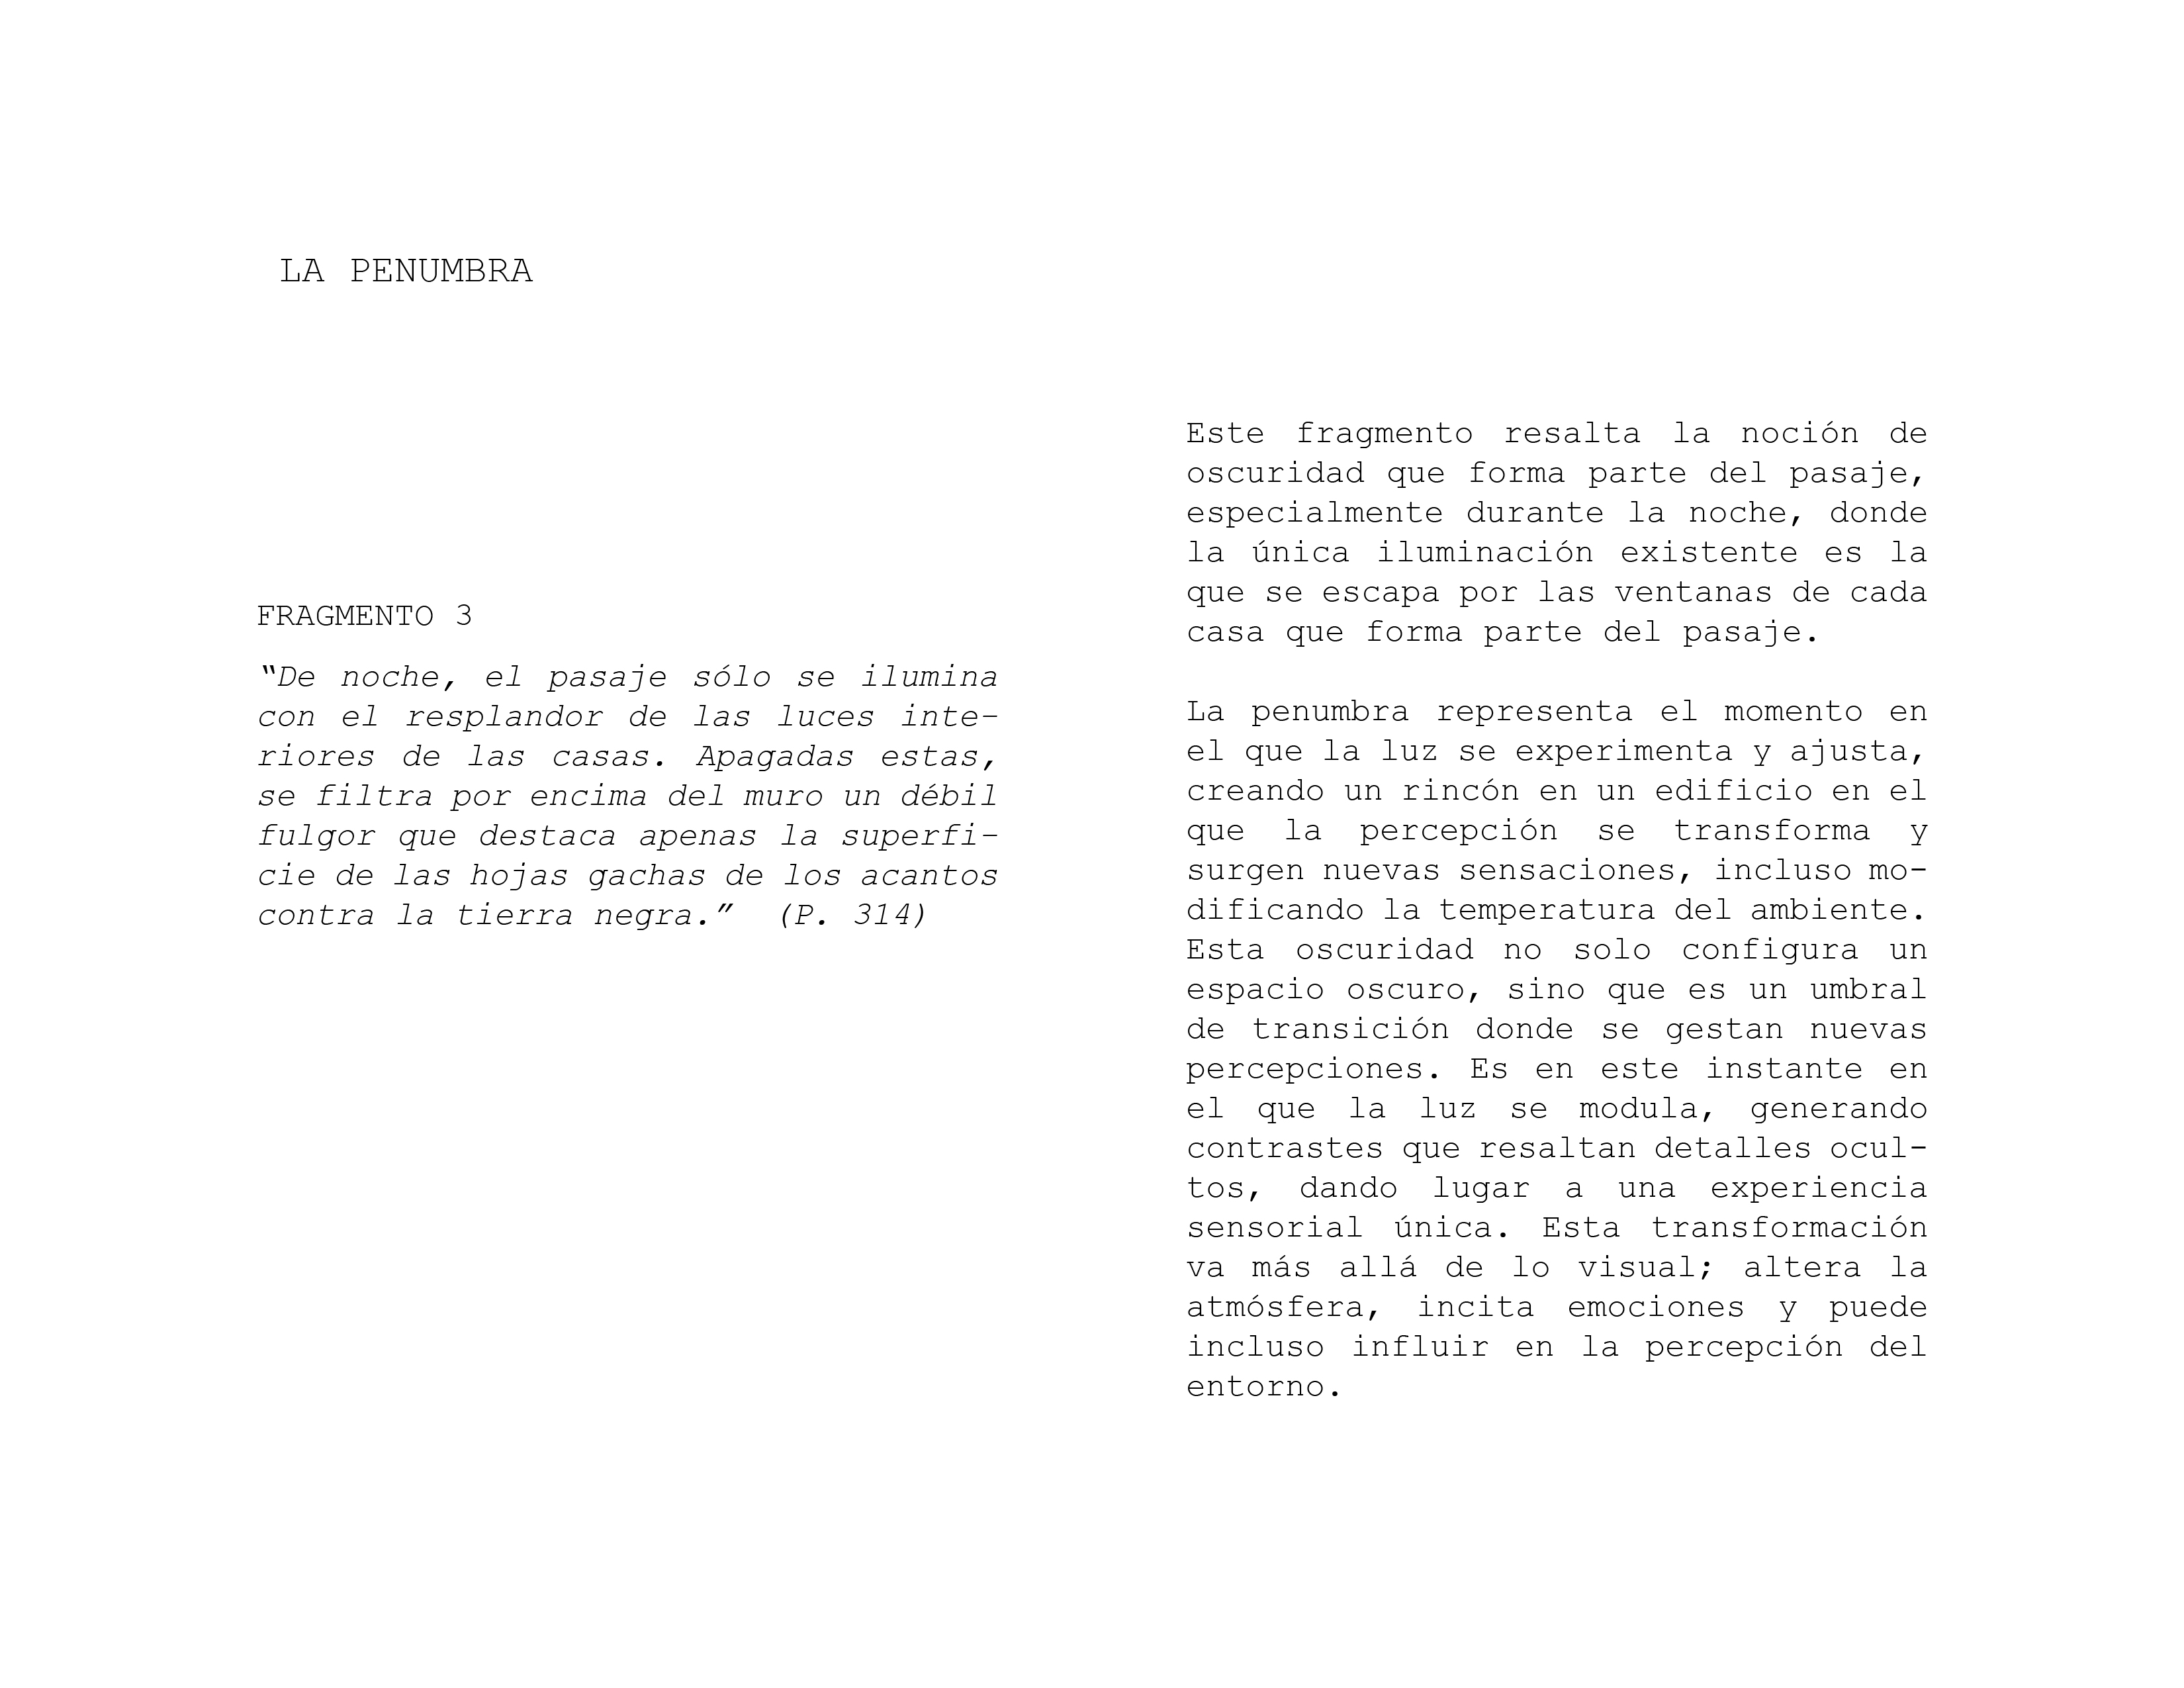 LA PENUMBRA
FRAGMENTO 3
“De noche, el pasaje sólo se ilumina
con el resplandor de las luces inte-
riores de las casas. Apagadas estas,
se filtra por encima del muro un débil
fulgor que destaca apenas la superfi-
cie de las hojas gachas de los acantos
contra la tierra negra.” (P. 314)
Este fragmento resalta la noción de
oscuridad que forma parte del pasaje,
especialmente durante la noche, donde
la única iluminación existente es la
que se escapa por las ventanas de cada
casa que forma parte del pasaje.
La penumbra representa el momento en
el que la luz se experimenta y ajusta,
creando un rincón en un edificio en el
que la percepción se transforma y
surgen nuevas sensaciones, incluso mo-
dificando la temperatura del ambiente.
Esta oscuridad no solo configura un
espacio oscuro, sino que es un umbral
de transición donde se gestan nuevas
percepciones. Es en este instante en
el que la luz se modula, generando
contrastes que resaltan detalles ocul-
tos, dando lugar a una experiencia
sensorial única. Esta transformación
va más allá de lo visual; altera la
atmósfera, incita emociones y puede
incluso influir en la percepción del
entorno.